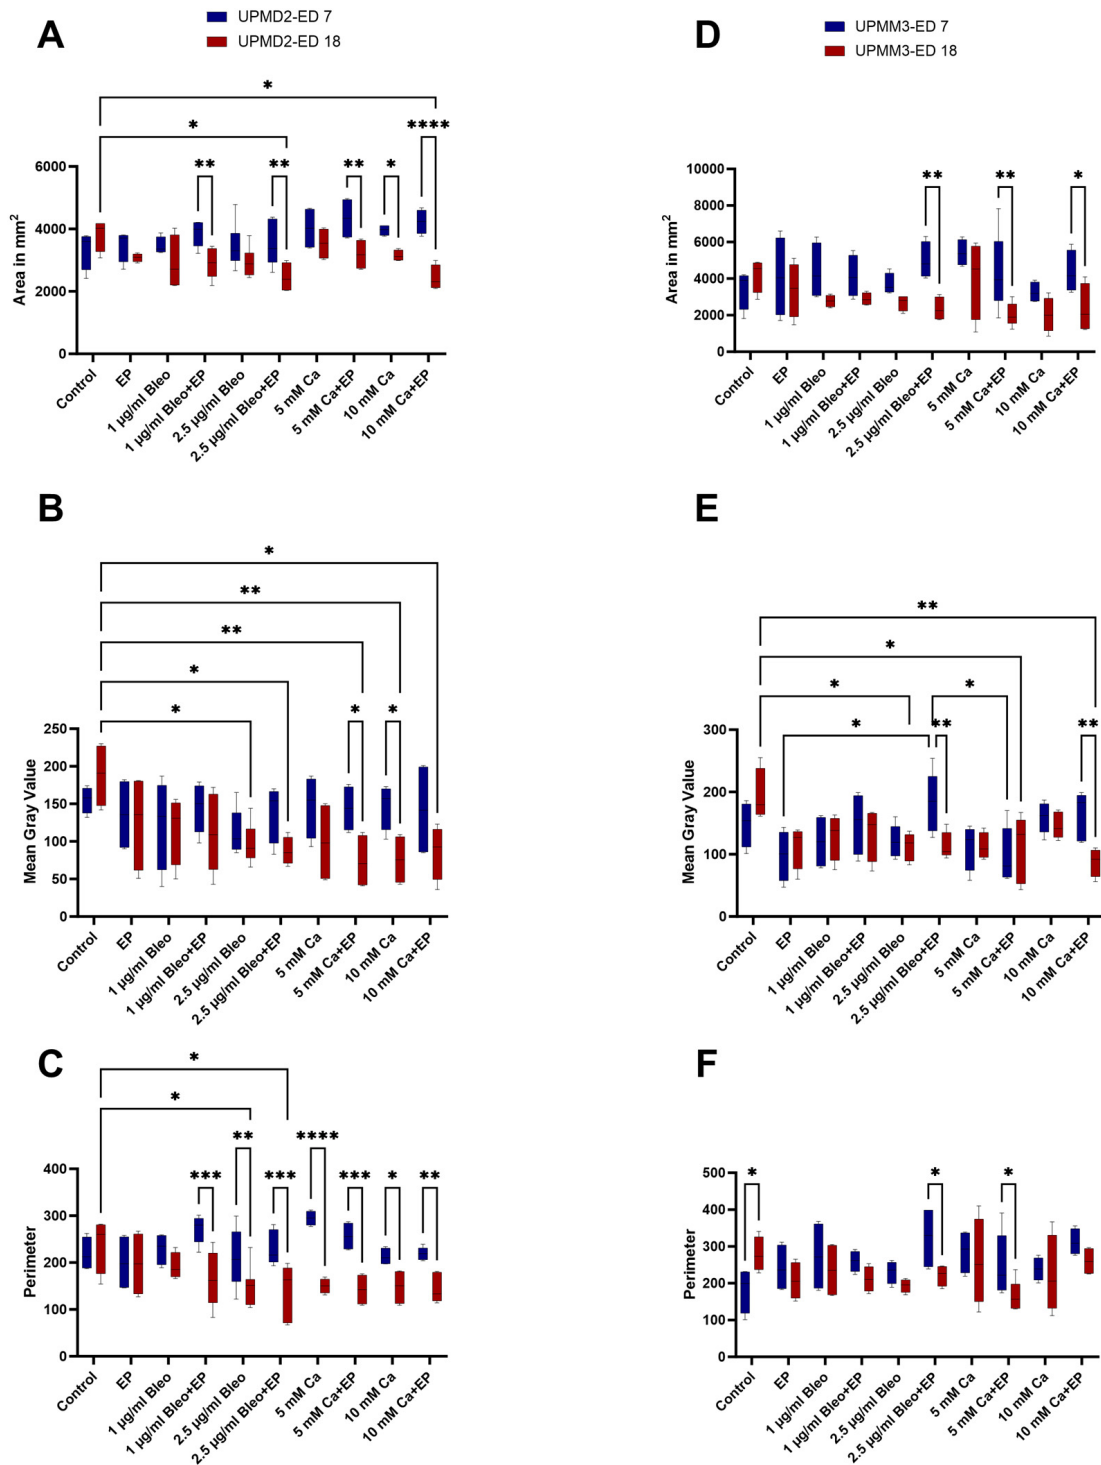 A
UPMD2-ED 7
UPMD2-ED 18
*
*
** ** ** * ****
Area in mm²
6000
4000
2000
0
Control
EP
1 µg/ml Bleo
1 µg/ml Bleo+EP
2.5 µg/ml Bleo
2.5 µg/ml Bleo+EP
5 mM Ca
5 mM Ca+EP
10 mM Ca
10 mM Ca+EP
D
UPMM3-ED 7
UPMM3-ED 18
** ** *
Area in mm²
10000
8000
6000
4000
2000
0
Control
EP
1 µg/ml Bleo
1 µg/ml Bleo+EP
2.5 µg/ml Bleo
2.5 µg/ml Bleo+EP
5 mM Ca
5 mM Ca+EP
10 mM Ca
10 mM Ca+EP
B
*
**
**
*
*
* *
Mean Gray Value
250
200
150
100
50
0
Control
EP
1 µg/ml Bleo
1 µg/ml Bleo+EP
2.5 µg/ml Bleo
2.5 µg/ml Bleo+EP
5 mM Ca
5 mM Ca+EP
10 mM Ca
10 mM Ca+EP
E
**
*
* *
* ** **
Mean Gray Value
300
200
100
0
Control
EP
1 µg/ml Bleo
1 µg/ml Bleo+EP
2.5 µg/ml Bleo
2.5 µg/ml Bleo+EP
5 mM Ca
5 mM Ca+EP
10 mM Ca
10 mM Ca+EP
C
*
*
** ****
*** *** *** * **
Perimeter
400
300
200
100
0
Control
EP
1 µg/ml Bleo
1 µg/ml Bleo+EP
2.5 µg/ml Bleo
2.5 µg/ml Bleo+EP
5 mM Ca
5 mM Ca+EP
10 mM Ca
10 mM Ca+EP
F
* * *
Perimeter
500
400
300
200
100
0
Control
EP
1 µg/ml Bleo
1 µg/ml Bleo+EP
2.5 µg/ml Bleo
2.5 µg/ml Bleo+EP
5 mM Ca
5 mM Ca+EP
10 mM Ca
10 mM Ca+EP